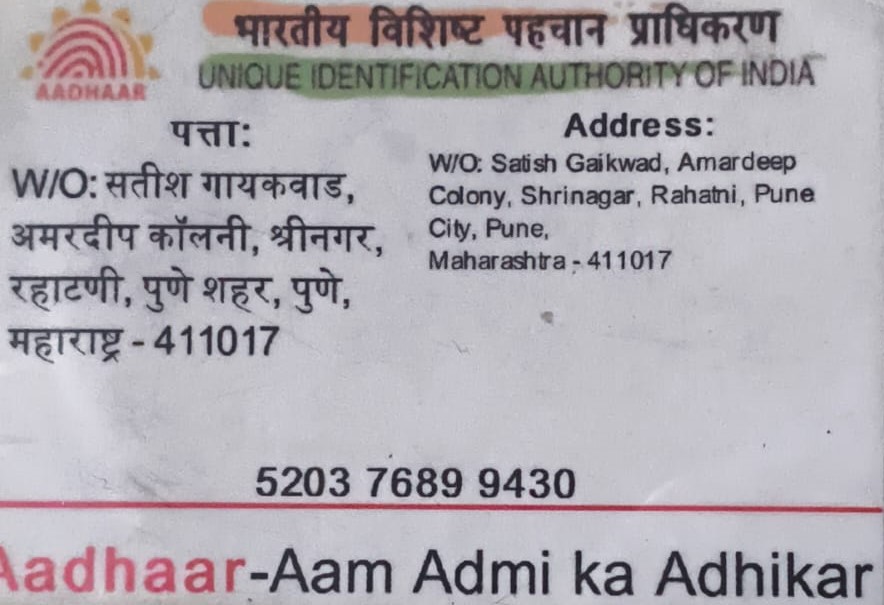 भारतीय विशिष्ट पहचान प्राधिकरण
UNIQUE IDENTIFICATION AUTHORITY OF INDIA
AADHAAR
पत्ता:
W/O: सतीश गायकवाड,
अमरदीप कॉलनी, श्रीनगर,
रहाटणी, पुणे शहर, पुणे,
महाराष्ट्र - 411017
Address:
W/O: Satish Gaikwad, Amardeep
Colony, Shrinagar, Rahatni, Pune
City, Pune,
Maharashtra - 411017
5203 7689 9430
Aadhaar-Aam Admi ka Adhikar